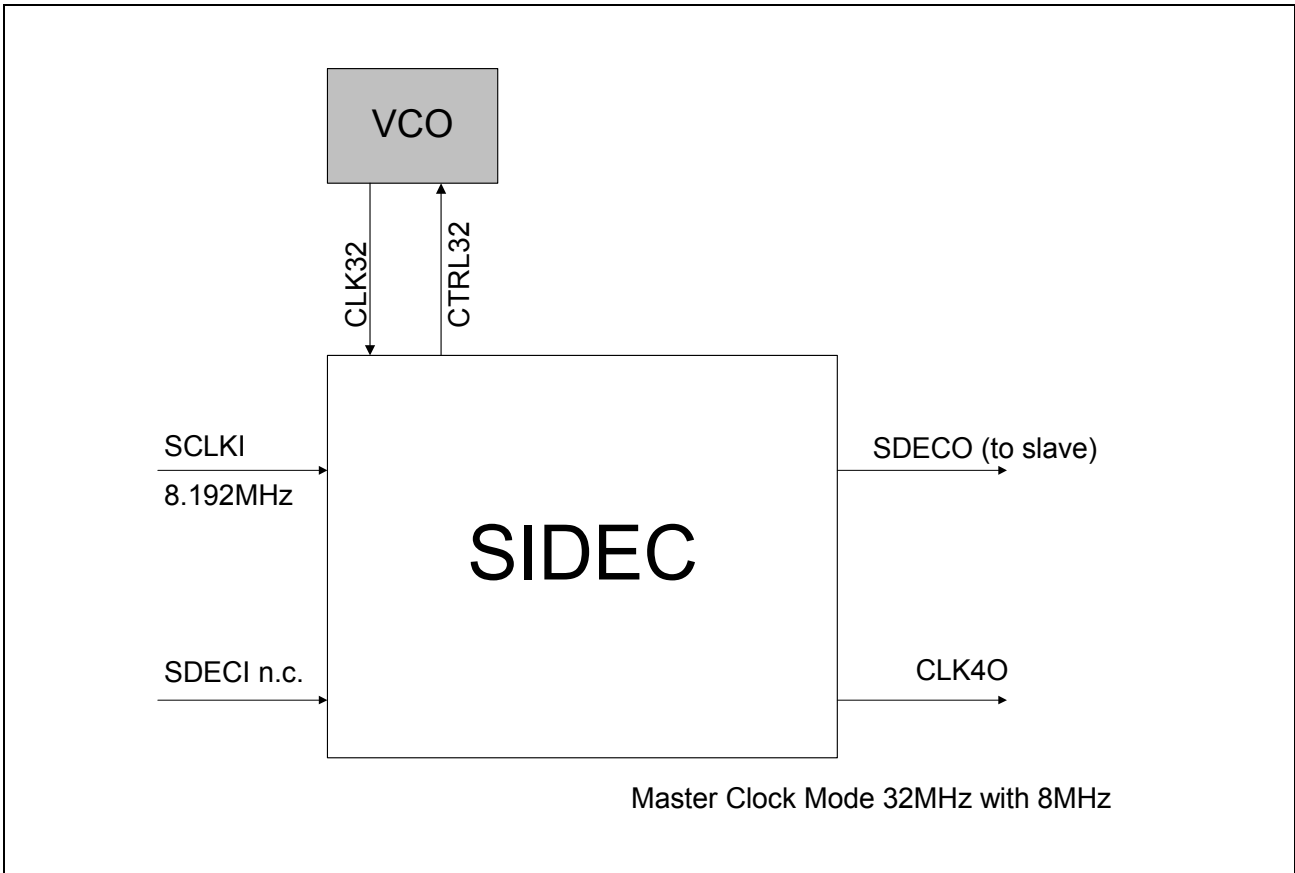 VCO
CLK32
CTRL32
SCLKI
8.192MHz
SDECO (to slave)
SIDEC
SDECI n.c.
CLK4O
Master Clock Mode 32MHz with 8MHz